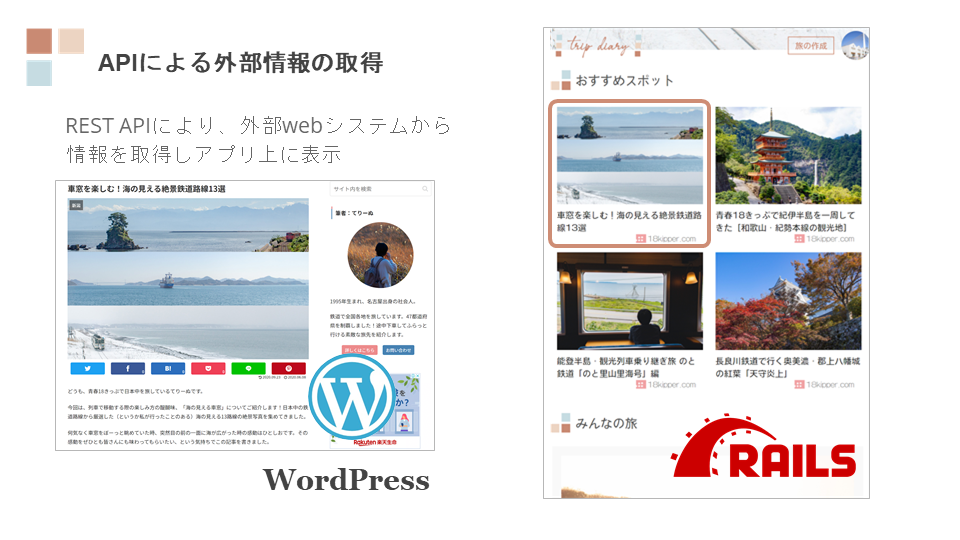 APIによる外部情報の取得
REST APIにより、外部webシステムから
情報を取得しアプリ上に表示
車窓を楽しむ！海の見える絶景鉄道路線13選
サイト内を検索
筆者：てりーぬ
1995年生まれ、名古屋出身の社会人。
鉄道で全国各地を旅しています。47都道府
県を制覇しました！途中下車してふらっと
行ける素敵な旅先を紹介します。
詳しくはこちら
お問い合わせ
どうも、青春18きっぷで日本中を旅しているてりーぬです。
今回は、列車で移動する際の楽しみ方の醍醐味、「海の見える車窓」についてご紹介します！日本中の鉄
道路線から厳選した（というか私が行ったことのある）海の見える13路線の絶景写真を集めてきました。
何気なく車窓をぼーっと眺めていた時、突然目の前の一面に海が広がった時の感動はひとしおです。その
感動をぜひとも皆さんにも味わってもらいたい、という気持ちでこの記事を書きました。
Rakuten 楽天生命
WordPress
trip diary
旅の作成
おすすめスポット
車窓を楽しむ！海の見える絶景鉄道路
線13選
18kipper.com
青春18きっぷで紀伊半島を一周して
きた［和歌山・紀勢本線の観光地］
18kipper.com
能登半島・観光列車乗り継ぎ旅 のと
鉄道「のと里山里海号」編
18kipper.com
長良川鉄道で行く奥美濃・郡上八幡城
の紅葉「天守炎上」
18kipper.com
みんなの旅
RAILS